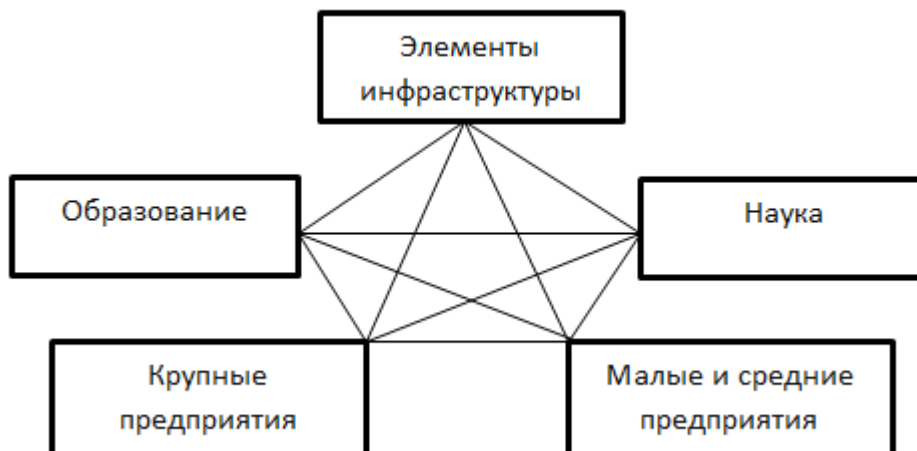 Элементы
инфраструктуры
Образование
Наука
Крупные
предприятия
Малые и средние
предприятия